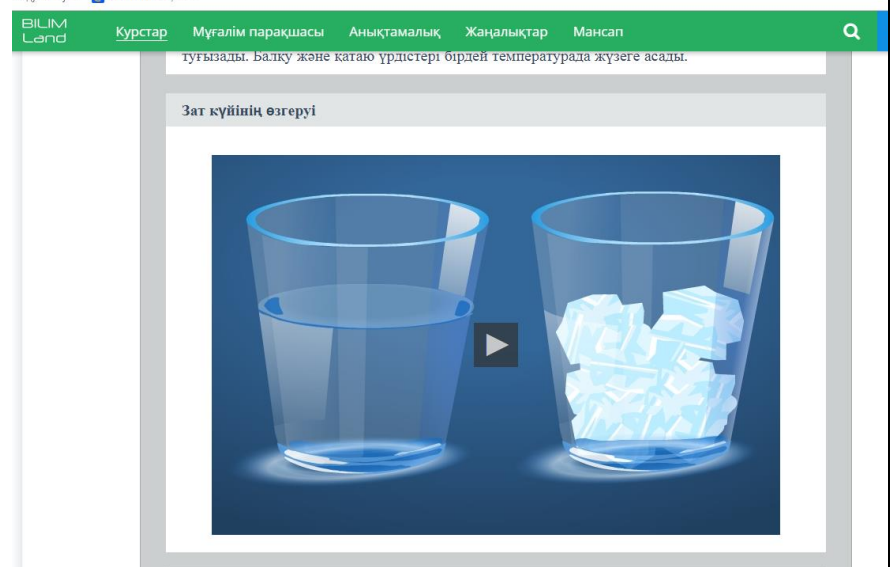 BILIM
Land
Курстар Мұғалім парақшасы Анықтамалық Жаңалықтар Мансап
туғызады. Балқу және қатаю үрдістері бірдей температурада жүзеге асады.
Зат күйінің өзгеруі